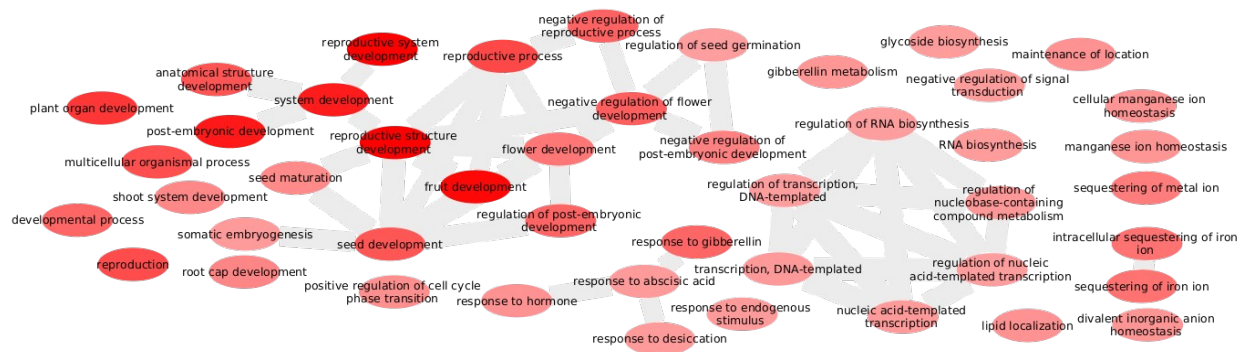 negative regulation of
reproductive process
reproductive system
development
reproductive process
regulation of seed germination
glycoside biosynthesis
maintenance of location
anatomical structure
development
gibberellin metabolism
negative regulation of signal
transduction
plant organ development
system development
negative regulation of flower
development
cellular manganese ion
homeostasis
post-embryonic development
reproductive structure
development
regulation of RNA biosynthesis
flower development
negative regulation of
post-embryonic development
RNA biosynthesis
manganese ion homeostasis
multicellular organismal process
seed maturation
fruit development
regulation of transcription,
DNA-templated
regulation of
nucleobase-containing
compound metabolism
sequestering of metal ion
shoot system development
developmental process
regulation of post-embryonic
development
somatic embryogenesis
seed development
response to gibberellin
intracellular sequestering of iron
ion
reproduction
root cap development
transcription, DNA-templated
regulation of nucleic
acid-templated transcription
positive regulation of cell cycle
phase transition
response to abscisic acid
sequestering of iron ion
response to hormone
response to endogenous
stimulus
nucleic acid-templated
transcription
lipid localization
divalent inorganic anion
homeostasis
response to desiccation